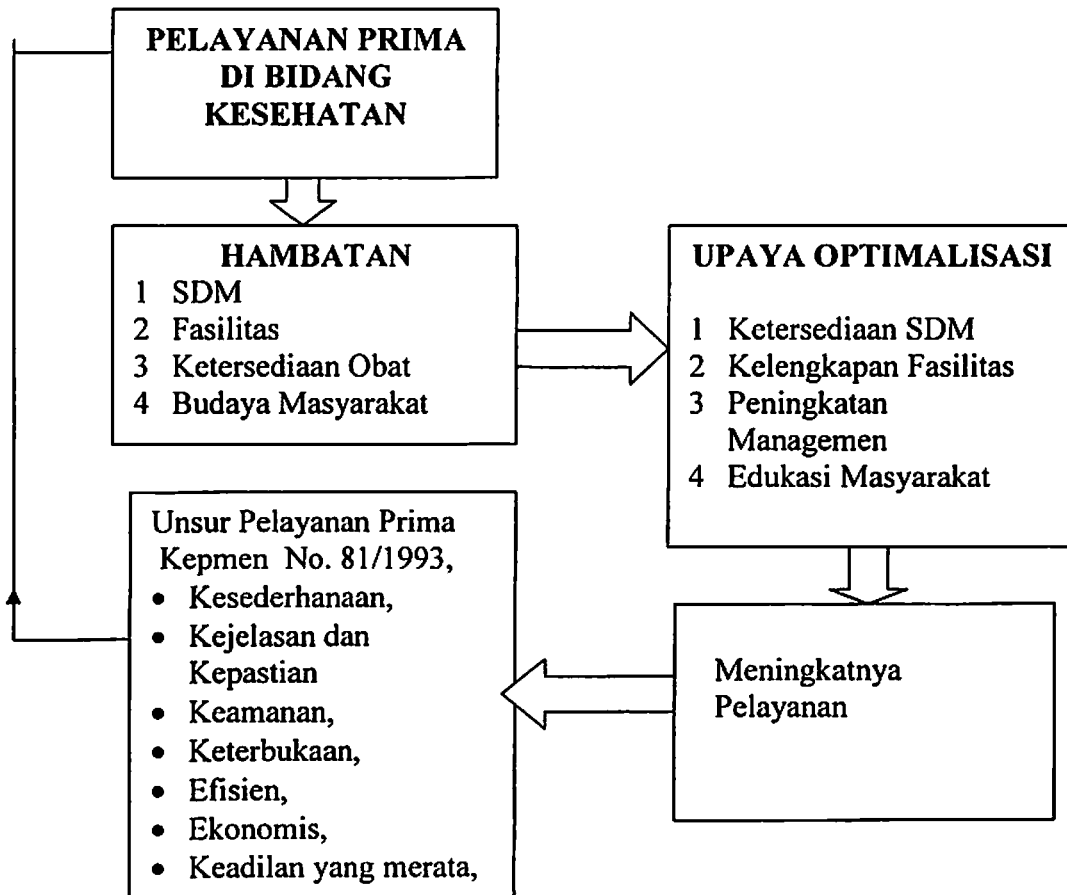 PELAYANAN PRIMA
DI BIDANG
KESEHATAN
HAMBATAN
1 SDM
2 Fasilitas
3 Ketersediaan Obat
4 Budaya Masyarakat
UPAYA OPTIMALISASI
1 Ketersediaan SDM
2 Kelengkapan Fasilitas
3 Peningkatan
Managemen
4 Edukasi Masyarakat
Meningkatnya
Pelayanan
Unsur Pelayanan Prima
Kepmen No. 81/1993,
• Kesederhanaan,
• Kejelasan dan
Kepastian
• Keamanan,
• Keterbukaan,
• Efisien,
• Ekonomis,
• Keadilan yang merata,